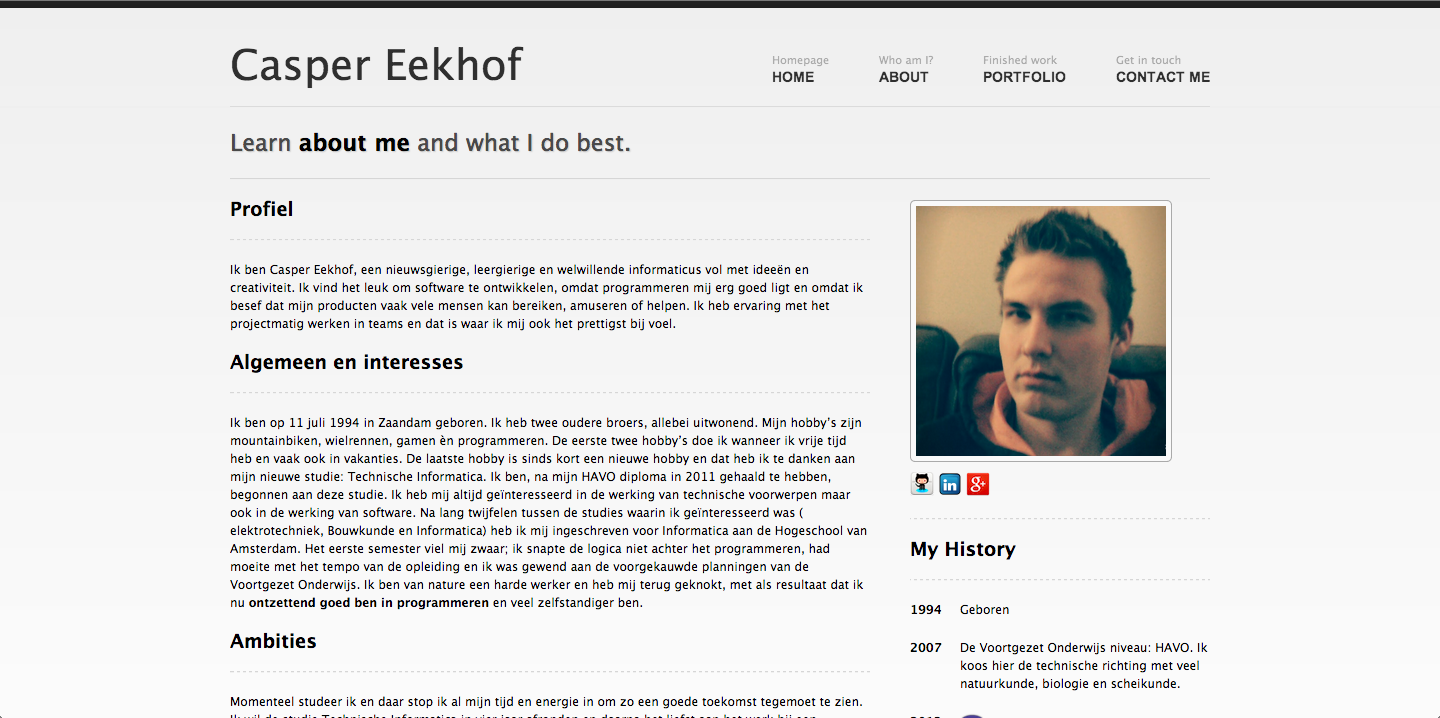 Casper Eekhof
Homepage
HOME
Who am I?
ABOUT
Finished work
PORTFOLIO
Get in touch
CONTACT ME
Learn about me and what I do best.
Profiel
Ik ben Casper Eekhof, een nieuwsgierige, leergierige en welwillende informaticus vol met ideeën en
creativiteit. Ik vind het leuk om software te ontwikkelen, omdat programmeren mij erg goed ligt en omdat ik
besef dat mijn producten vaak vele mensen kan bereiken, amuseren of helpen. Ik heb ervaring met het
projectmatig werken in teams en dat is waar ik mij ook het prettigst bij voel.
Algemeen en interesses
Ik ben op 11 juli 1994 in Zaandam geboren. Ik heb twee oudere broers, allebei uitwonend. Mijn hobby's zijn
mountainbiken, wielrennen, gamen èn programmeren. De eerste twee hobby's doe ik wanneer ik vrije tijd
heb en vaak ook in vakanties. De laatste hobby is sinds kort een nieuwe hobby en dat heb ik te danken aan
mijn nieuwe studie: Technische Informatica. Ik ben, na mijn HAVO diploma in 2011 gehaald te hebben,
begonnen aan deze studie. Ik heb mij altijd geïnteresseerd in de werking van technische voorwerpen maar
ook in de werking van software. Na lang twijfelen tussen de studies waarin ik geïnteresseerd was (
elektrotechniek, Bouwkunde en Informatica) heb ik mij ingeschreven voor Informatica aan de Hogeschool van
Amsterdam. Het eerste semester viel mij zwaar; ik snapte de logica niet achter het programmeren, had
moeite met het tempo van de opleiding en ik was gewend aan de voorgekauwde planningen van de
Voortgezet Onderwijs. Ik ben van nature een harde werker en heb mij terug geknokt, met als resultaat dat ik
nu ontzettend goed ben in programmeren en veel zelfstandiger ben.
Ambities
Momenteel studeer ik en daar stop ik al mijn tijd en energie in om zo een goede toekomst tegemoet te zien.
in
g+
My History
1994 Geboren
2007 De Voortgezet Onderwijs niveau: HAVO. Ik
koos hier de technische richting met veel
natuurkunde, biologie en scheikunde.